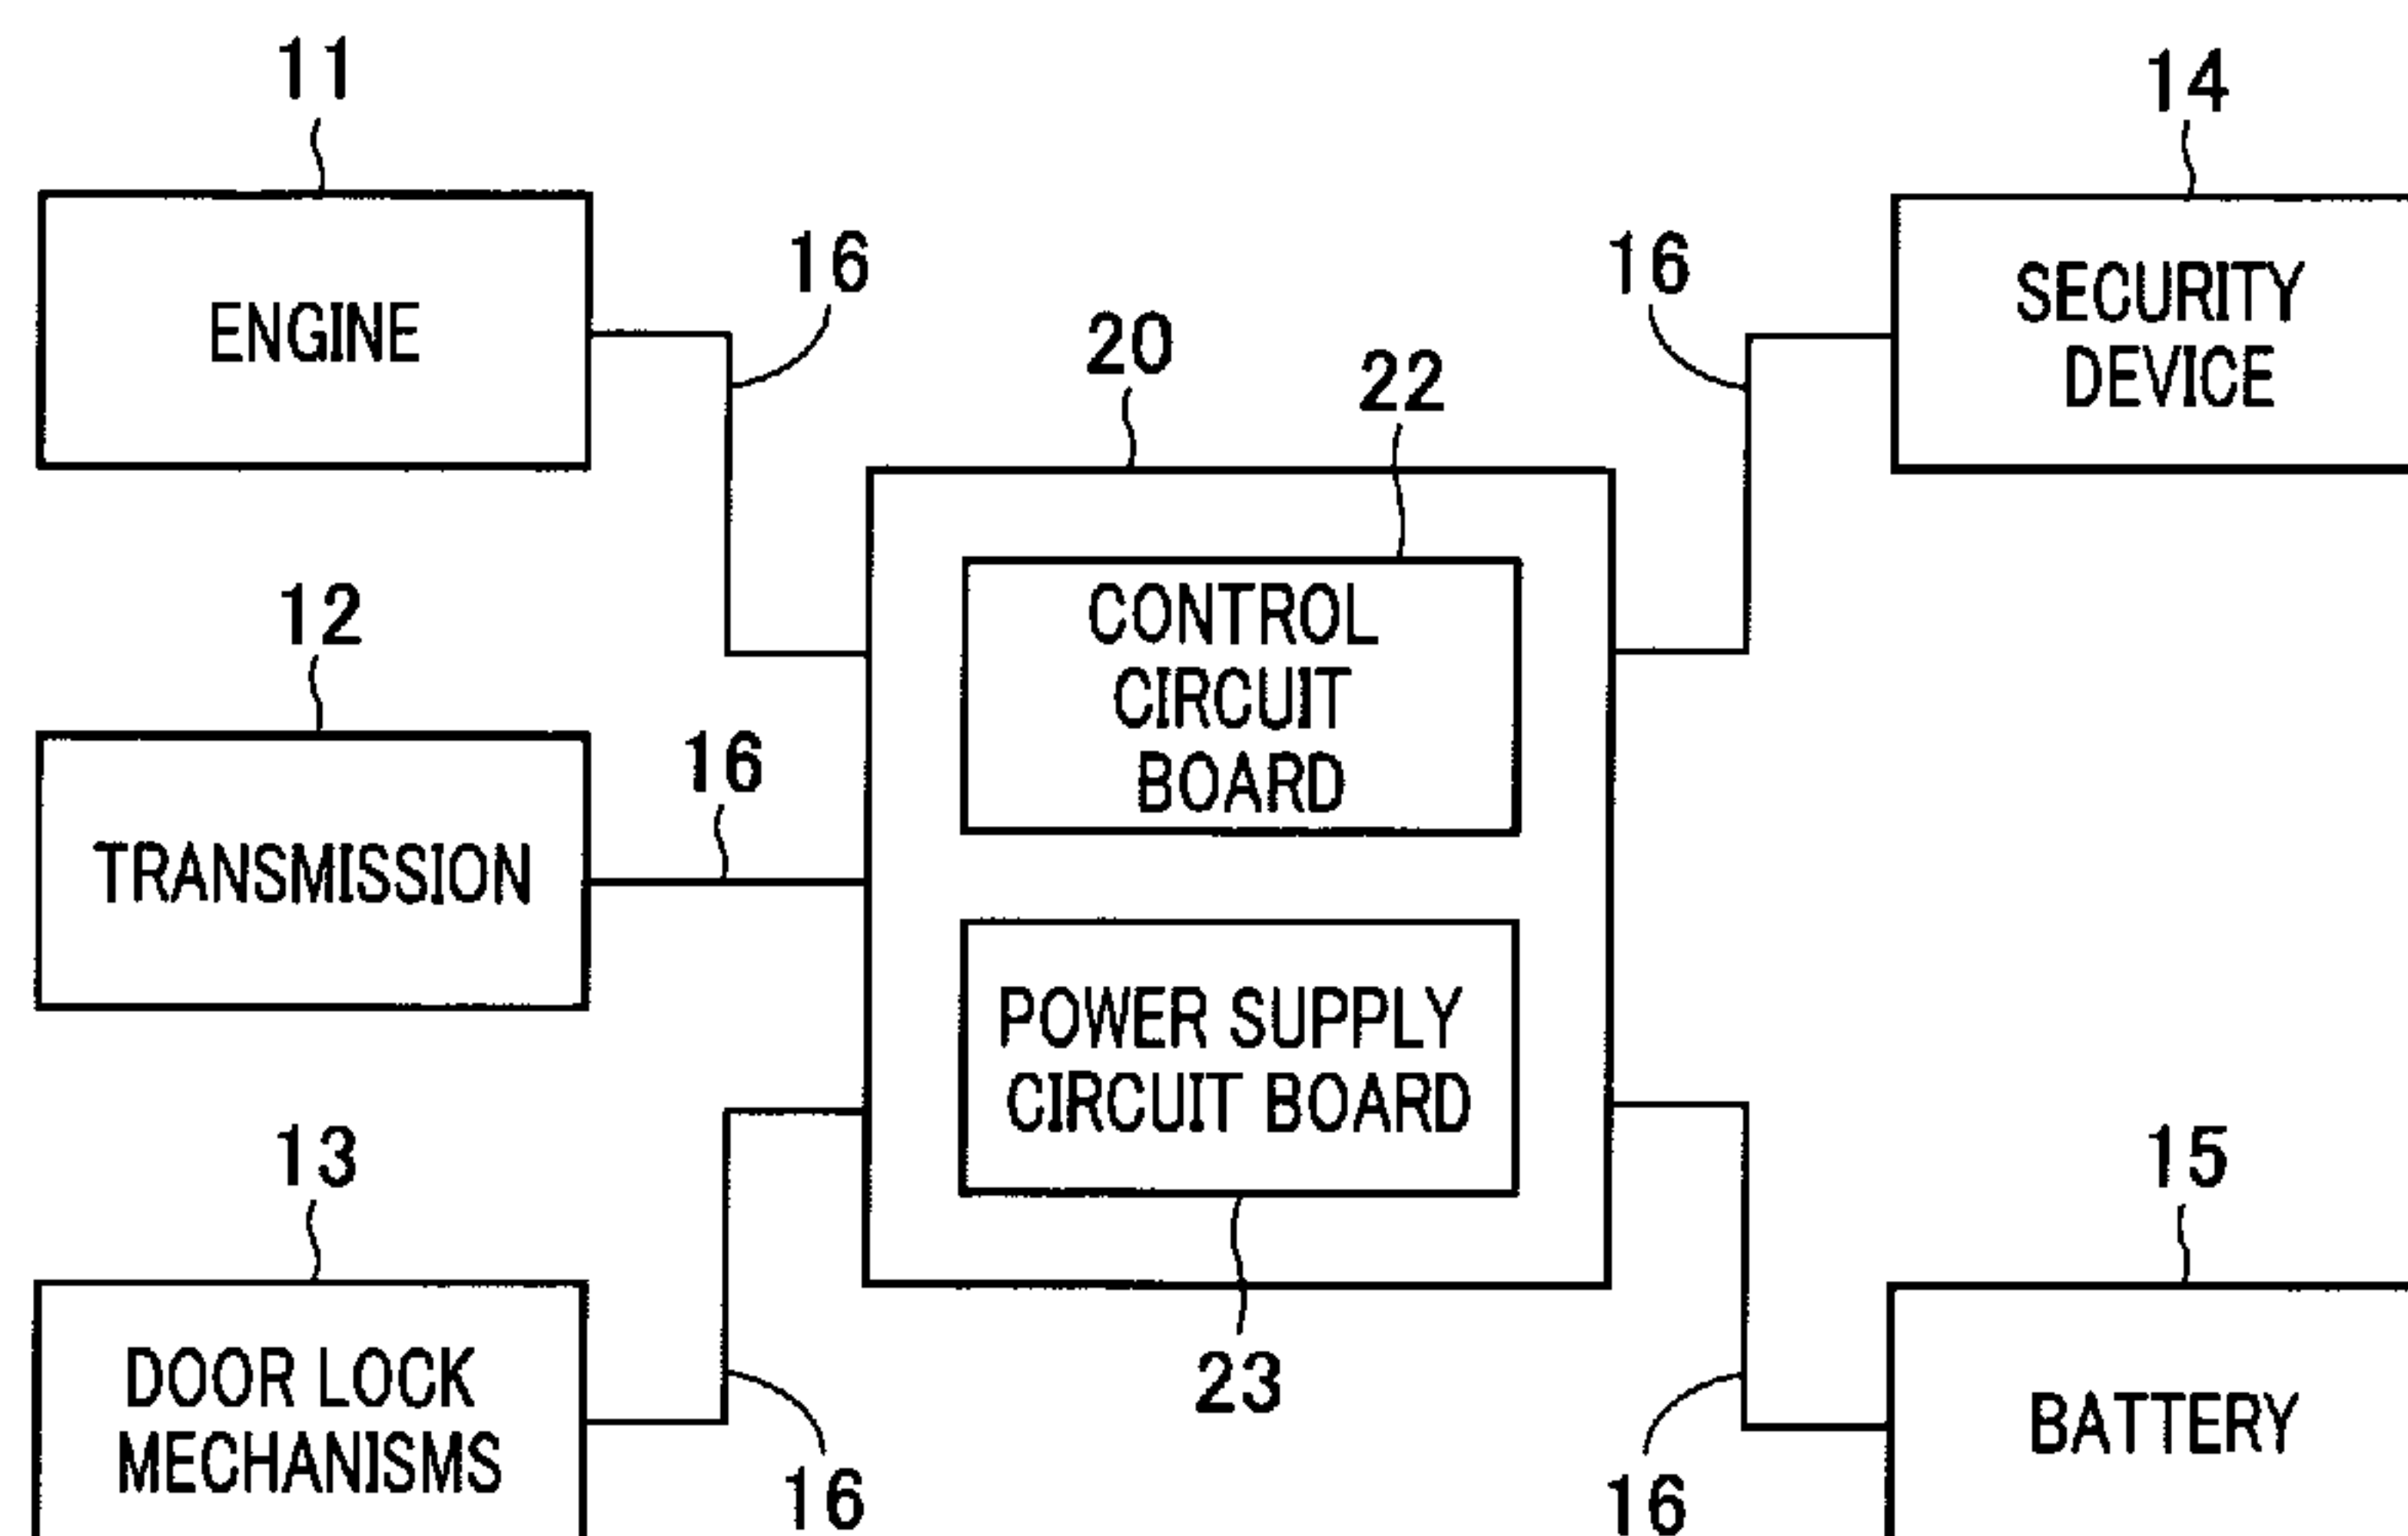 11
14
16
16
ENGINE
SECURITY
DEVICE
20
22
CONTROL
CIRCUIT
BOARD
12
16
TRANSMISSION
POWER SUPPLY
CIRCUIT BOARD
13
15
DOOR LOCK
MECHANISMS
23
BATTERY
16
16